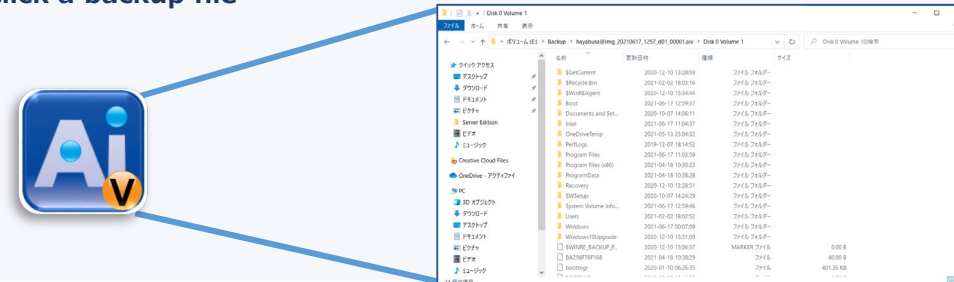 click a backup file
Ai
V
Disk 0 Volume 1
ファイル ホーム 共有 表示
ボリューム (E:) > Backup > hayabusa@img_20210617_1257_d01_00001.aiv > Disk 0 Volume 1
Disk 0 Volume 1の検索
名前 更新日時 種類 サイズ
クイック アクセス
デスクトップ
ダウンロード
ドキュメント
ピクチャ
Server Edition
ビデオ
ミュージック
Creative Cloud Files
OneDrive - アクティファイ
PC
3D オブジェクト
ダウンロード
デスクトップ
ドキュメント
ピクチャ
ビデオ
ミュージック
$GetCurrent 2020-12-10 13:28:59 ファイル フォルダー
$Recycle.Bin 2021-02-02 18:03:16 ファイル フォルダー
$WinREAgent 2020-12-10 15:34:44 ファイル フォルダー
Boot 2021-06-17 12:59:37 ファイル フォルダー
Documents and Set... 2020-10-07 14:06:11 ファイル フォルダー
Intel 2021-06-17 11:04:37 ファイル フォルダー
OneDriveTemp 2021-05-13 23:04:32 ファイル フォルダー
PerfLogs 2019-12-07 18:14:52 ファイル フォルダー
Program Files 2021-06-17 11:03:59 ファイル フォルダー
Program Files (x86) 2021-04-18 10:30:23 ファイル フォルダー
ProgramData 2021-04-18 10:38:28 ファイル フォルダー
Recovery 2020-12-10 13:28:51 ファイル フォルダー
SWSetup 2020-10-07 14:24:29 ファイル フォルダー
System Volume Info... 2021-06-17 12:59:46 ファイル フォルダー
Users 2021-02-02 18:02:52 ファイル フォルダー
Windows 2021-06-17 00:07:09 ファイル フォルダー
Windows10Upgrade 2020-12-10 13:31:09 ファイル フォルダー
$WINRE_BACKUP_P... 2020-12-10 13:06:57 MARKER ファイル 0.00 B
BA296F78F168 2021-04-18 10:38:29 ファイル 40.00 B
bootmgr 2020-01-10 06:26:35 ファイル 401.36 KB